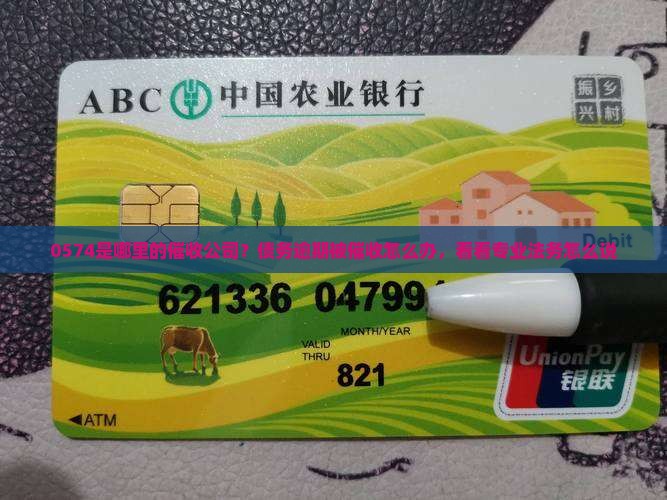 ABC 中国农业银行
振乡
兴村
Debit
0574是哪里的催收公司？债务逾期被催收怎么办，看看专业法务怎么说
621336 04799
MONTH/YEAR
VALID
THRU
821
UnionPay
银联
◀ATM